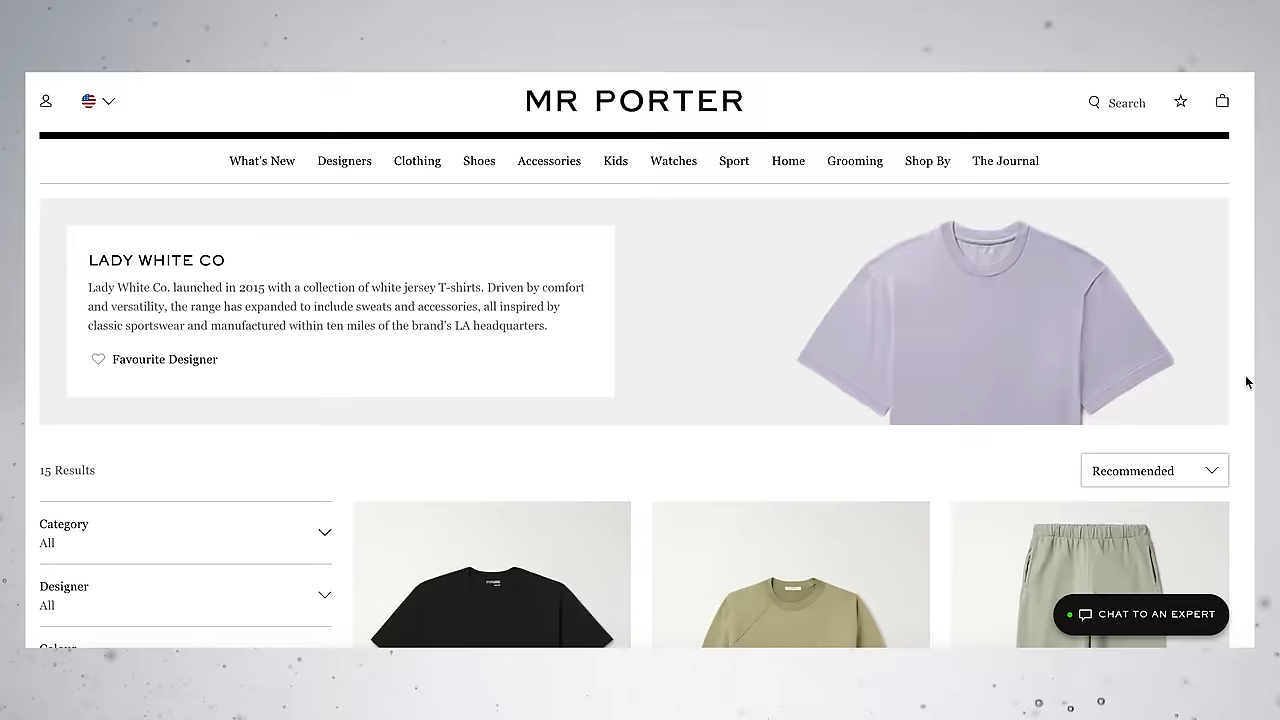 MR PORTER
Search
What's New Designers Clothing Shoes Accessories Kids Watches Sport Home Grooming Shop By The Journal
LADY WHITE CO
Lady White Co. launched in 2015 with a collection of white jersey T-shirts. Driven by comfort
and versatility, the range has expanded to include sweats and accessories, all inspired by
classic sportswear and manufactured within ten miles of the brand's LA headquarters.
Favourite Designer
15 Results
Recommended
Category
All
Designer
All
Colour
CHAT TO AN EXPERT